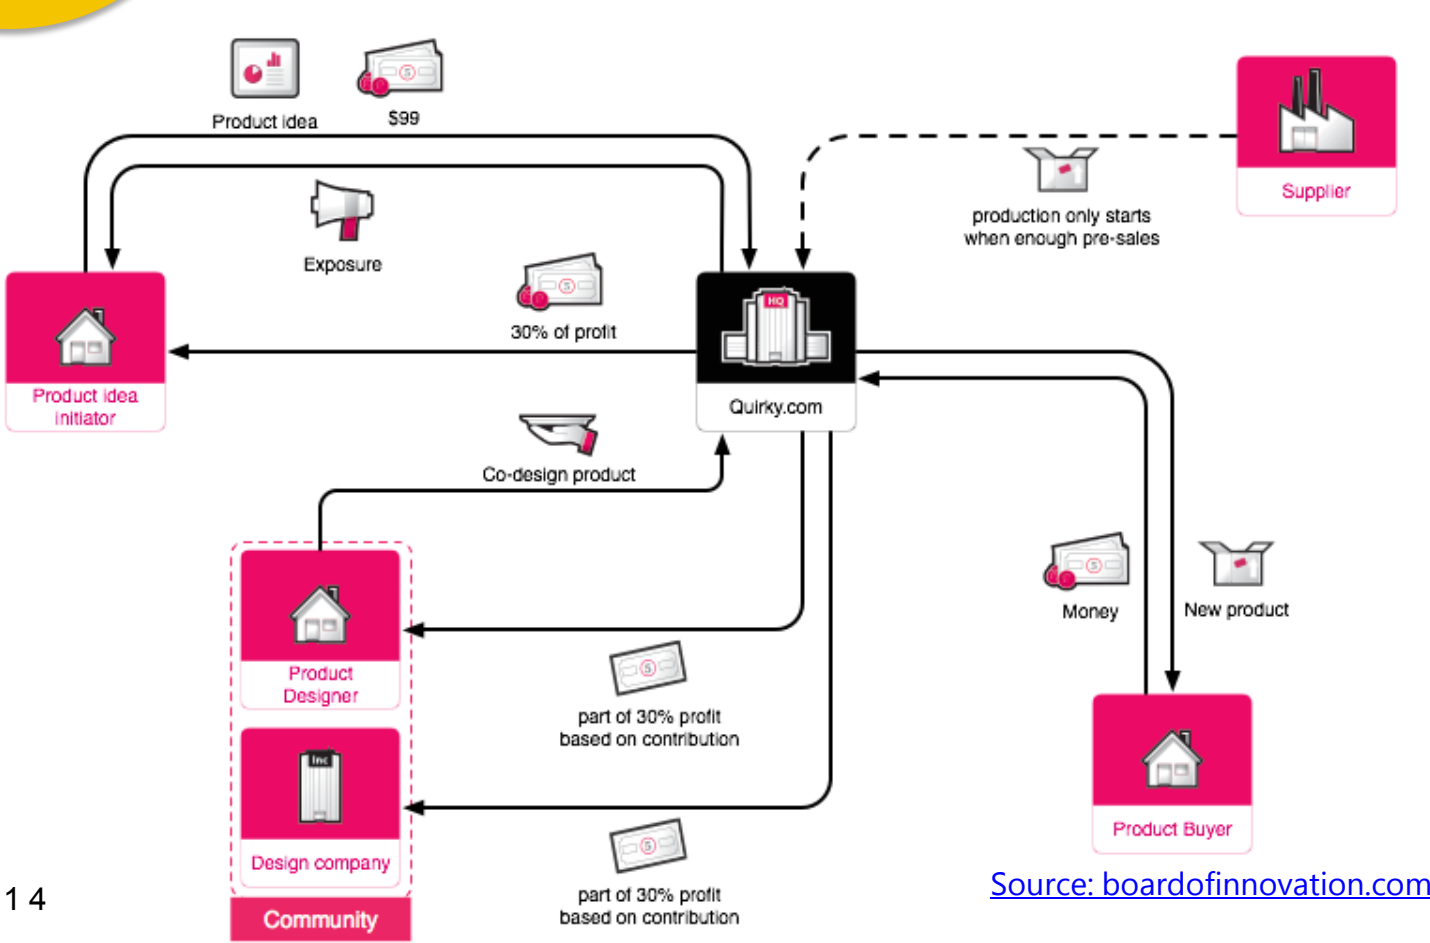 Product idea
$99
Exposure
production only starts
when enough pre-sales
Supplier
30% of profit
HQ
Product idea
initiator
Quirky.com
Co-design product
Product
Designer
part of 30% profit
based on contribution
Money
New product
Inc
Design company
Product Buyer
part of 30% profit
based on contribution
Community
Source: boardofinnovation.com
14